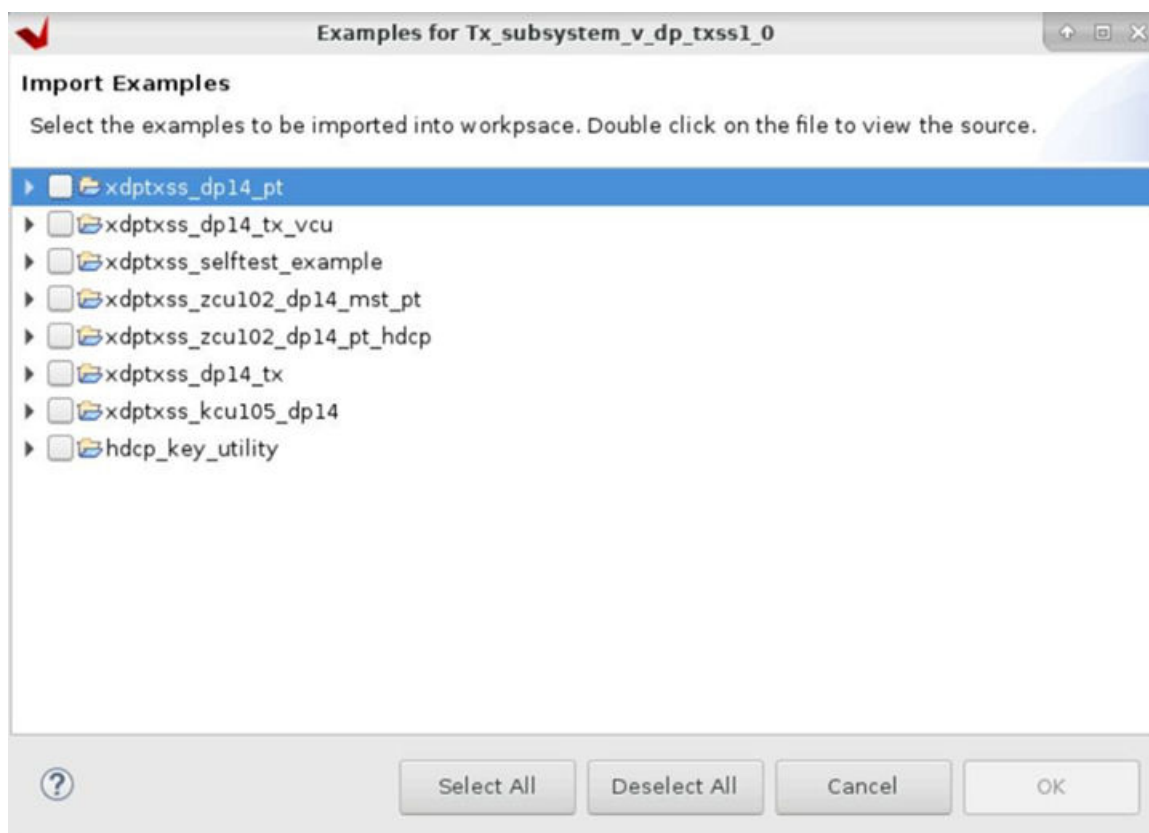 Examples for Tx_subsystem_v_dp_txss1_0
Import Examples
Select the examples to be imported into workpsace. Double click on the file to view the source.
xdptxss_dp14_pt
xdptxss_dp14_tx_vcu
xdptxss_selftest_example
xdptxss_zcu102_dp14_mst_pt
xdptxss_zcu102_dp14_pt_hdcp
xdptxss_dp14_tx
xdptxss_kcu105_dp14
hdcp_key_utility
? Select All Deselect All Cancel OK